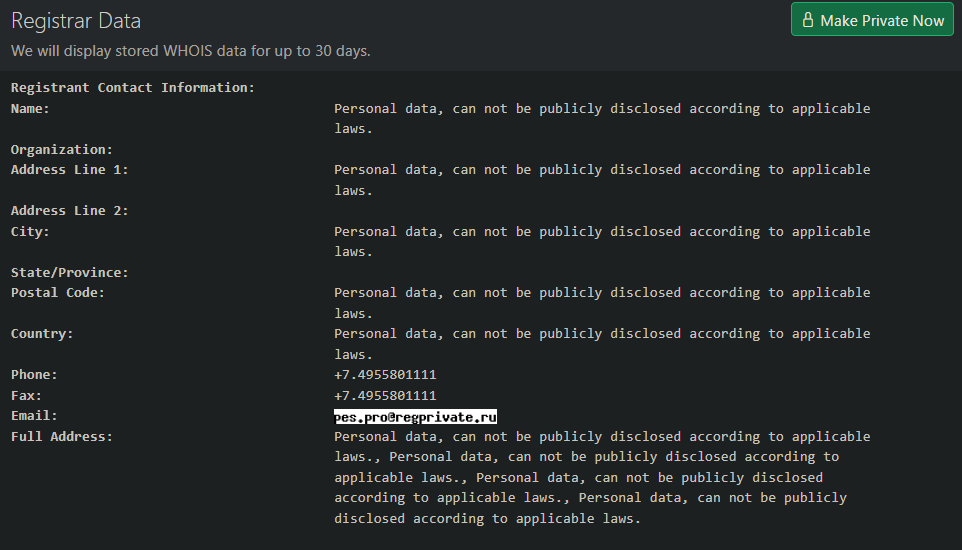 Registrar Data
Make Private Now
We will display stored WHOIS data for up to 30 days.
Registrant Contact Information:
Name: Personal data, can not be publicly disclosed according to applicable
laws.
Organization:
Address Line 1: Personal data, can not be publicly disclosed according to applicable
laws.
Address Line 2:
City: Personal data, can not be publicly disclosed according to applicable
laws.
State/Province:
Postal Code: Personal data, can not be publicly disclosed according to applicable
laws.
Country: Personal data, can not be publicly disclosed according to applicable
laws.
Phone: +7.4955801111
Fax: +7.4955801111
Email: pes.pro@regprivate.ru
Full Address: Personal data, can not be publicly disclosed according to applicable
laws., Personal data, can not be publicly disclosed according to
applicable laws., Personal data, can not be publicly disclosed
according to applicable laws., Personal data, can not be publicly
disclosed according to applicable laws.